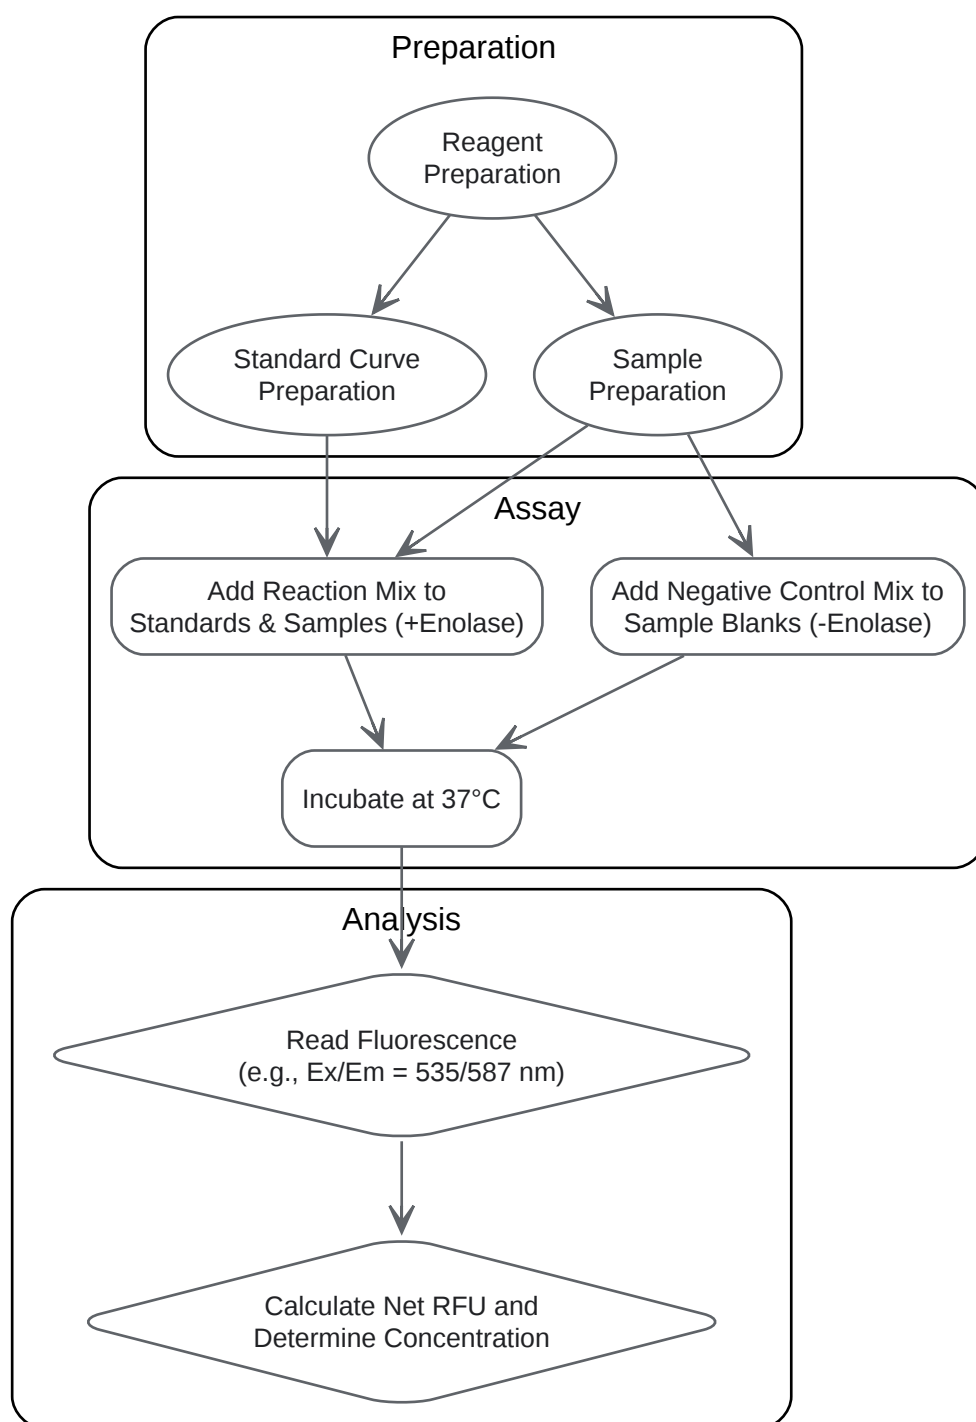 Preparation
Reagent
Preparation
Standard Curve
Preparation
Sample
Preparation
Assay
Add Reaction Mix to
Standards & Samples (+Enolase)
Add Negative Control Mix to
Sample Blanks (-Enolase)
Incubate at 37°C
Analysis
Read Fluorescence
(e.g., Ex/Em = 535/587 nm)
Calculate Net RFU and
Determine Concentration